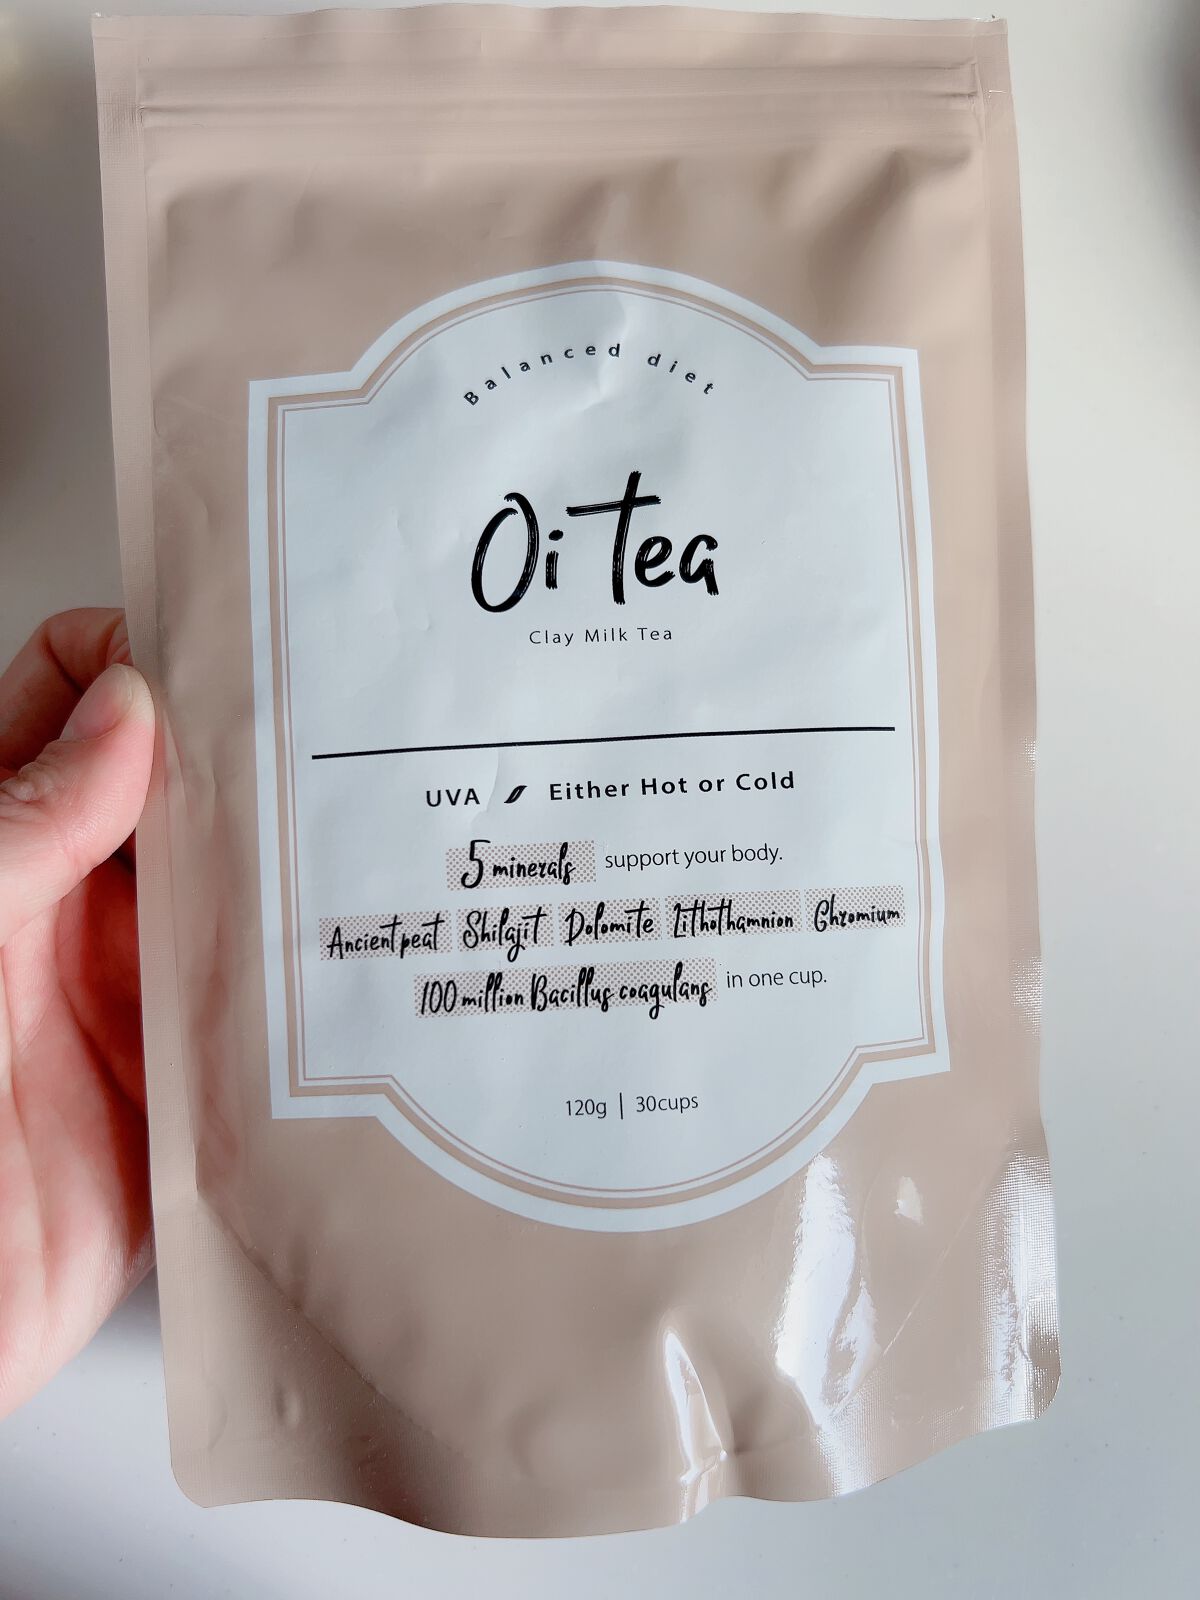 Balanced diet
Oi Tea
Clay Milk Tea
UVA Either Hot or Cold
5 minerals support your body.
Ancient peat Shilajit Dolomite Lithothamnion Chromium
100 million Bacillus coagulans in one cup.
120g | 30cups